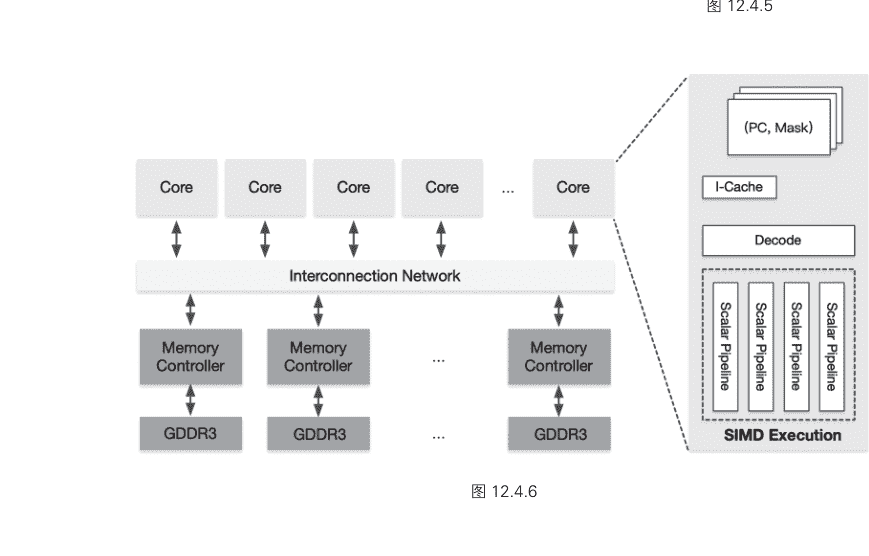 图 12.4.5
(PC, Mask)
I-Cache
Decode
Scalar Pipeline
Scalar Pipeline
Scalar Pipeline
Scalar Pipeline
SIMD Execution
Core
Core
Core
Core
...
Core
Interconnection Network
Memory
Controller
Memory
Controller
...
Memory
Controller
GDDR3
GDDR3
...
GDDR3
图 12.4.6